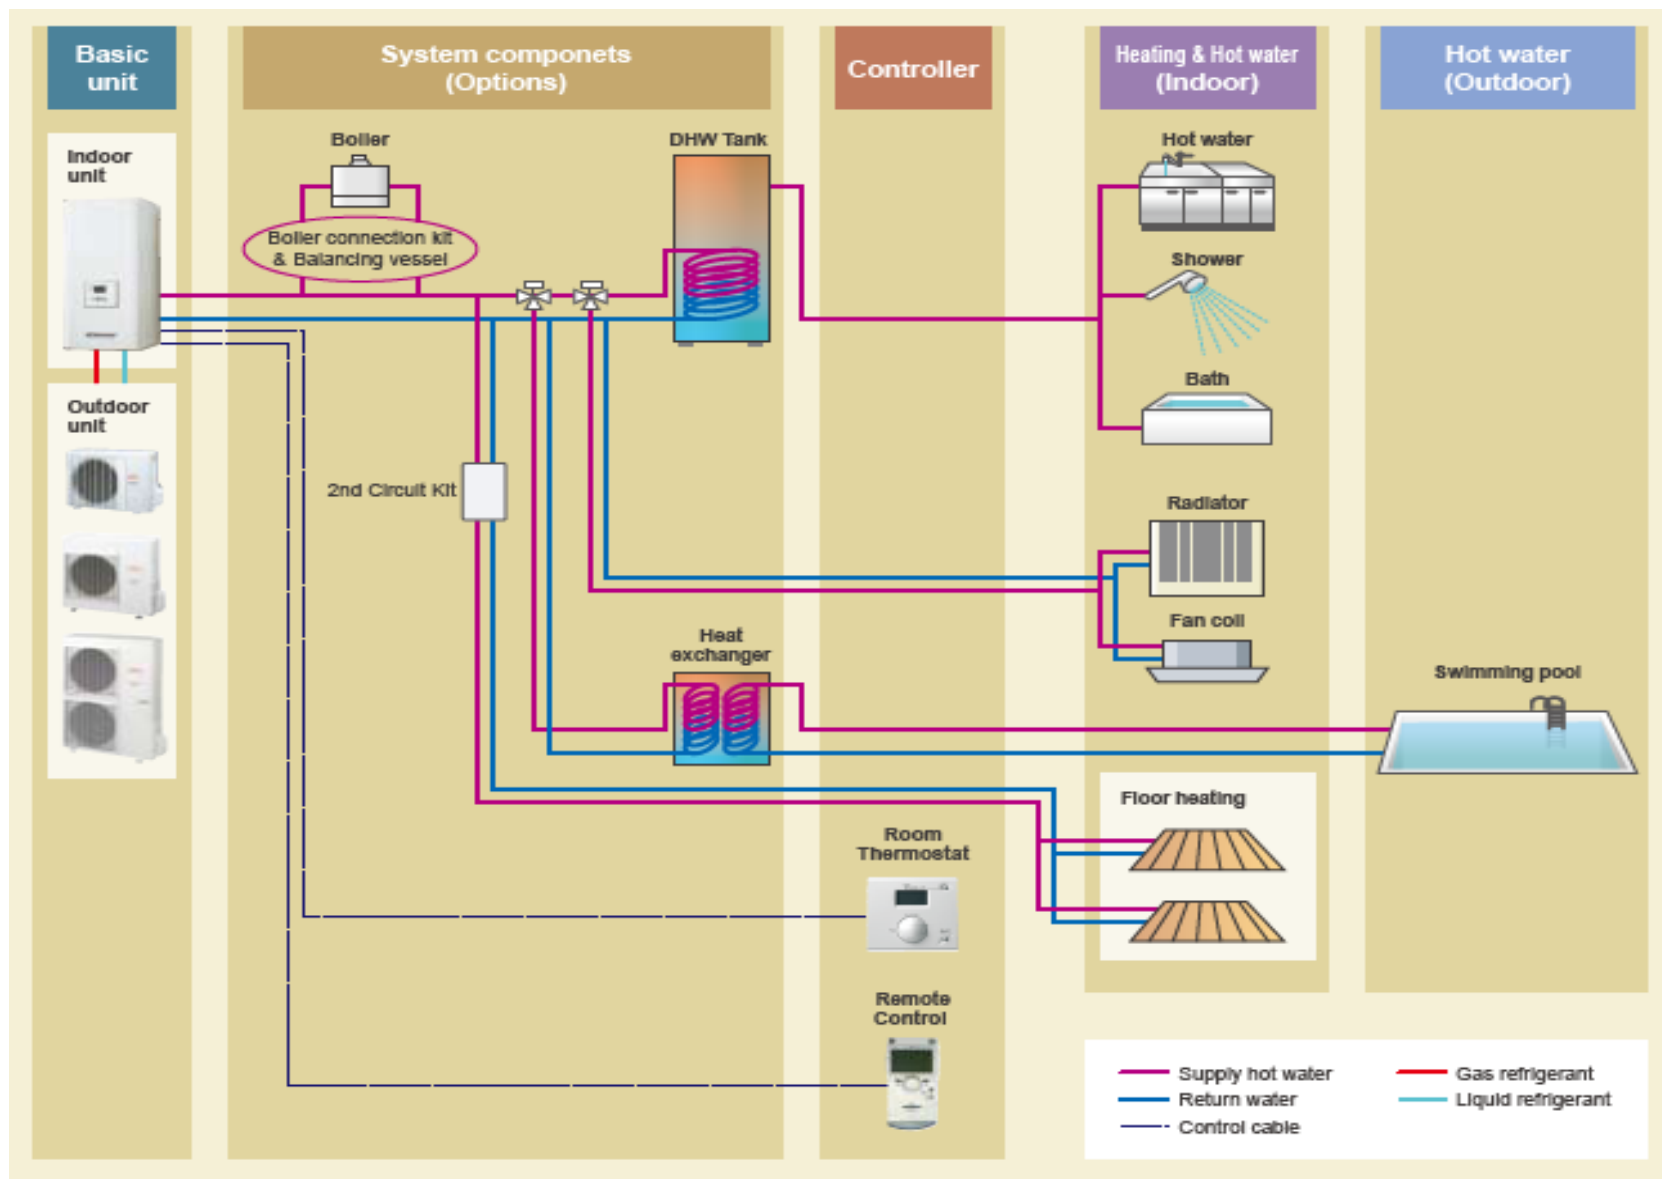 Basic
unit
System componets
(Options)
Controller
Heating & Hot water
(Indoor)
Hot water
(Outdoor)
Indoor
unit
Outdoor
unit
Boiler
Boiler connection kit
& Balancing vessel
DHW Tank
2nd Circuit Kit
Heat
exchanger
Room
Thermostat
Remote
Control
Hot water
Shower
Bath
Radiator
Fan coil
Floor heating
Swimming pool
Supply hot water
Return water
Control cable
Gas refrigerant
Liquid refrigerant